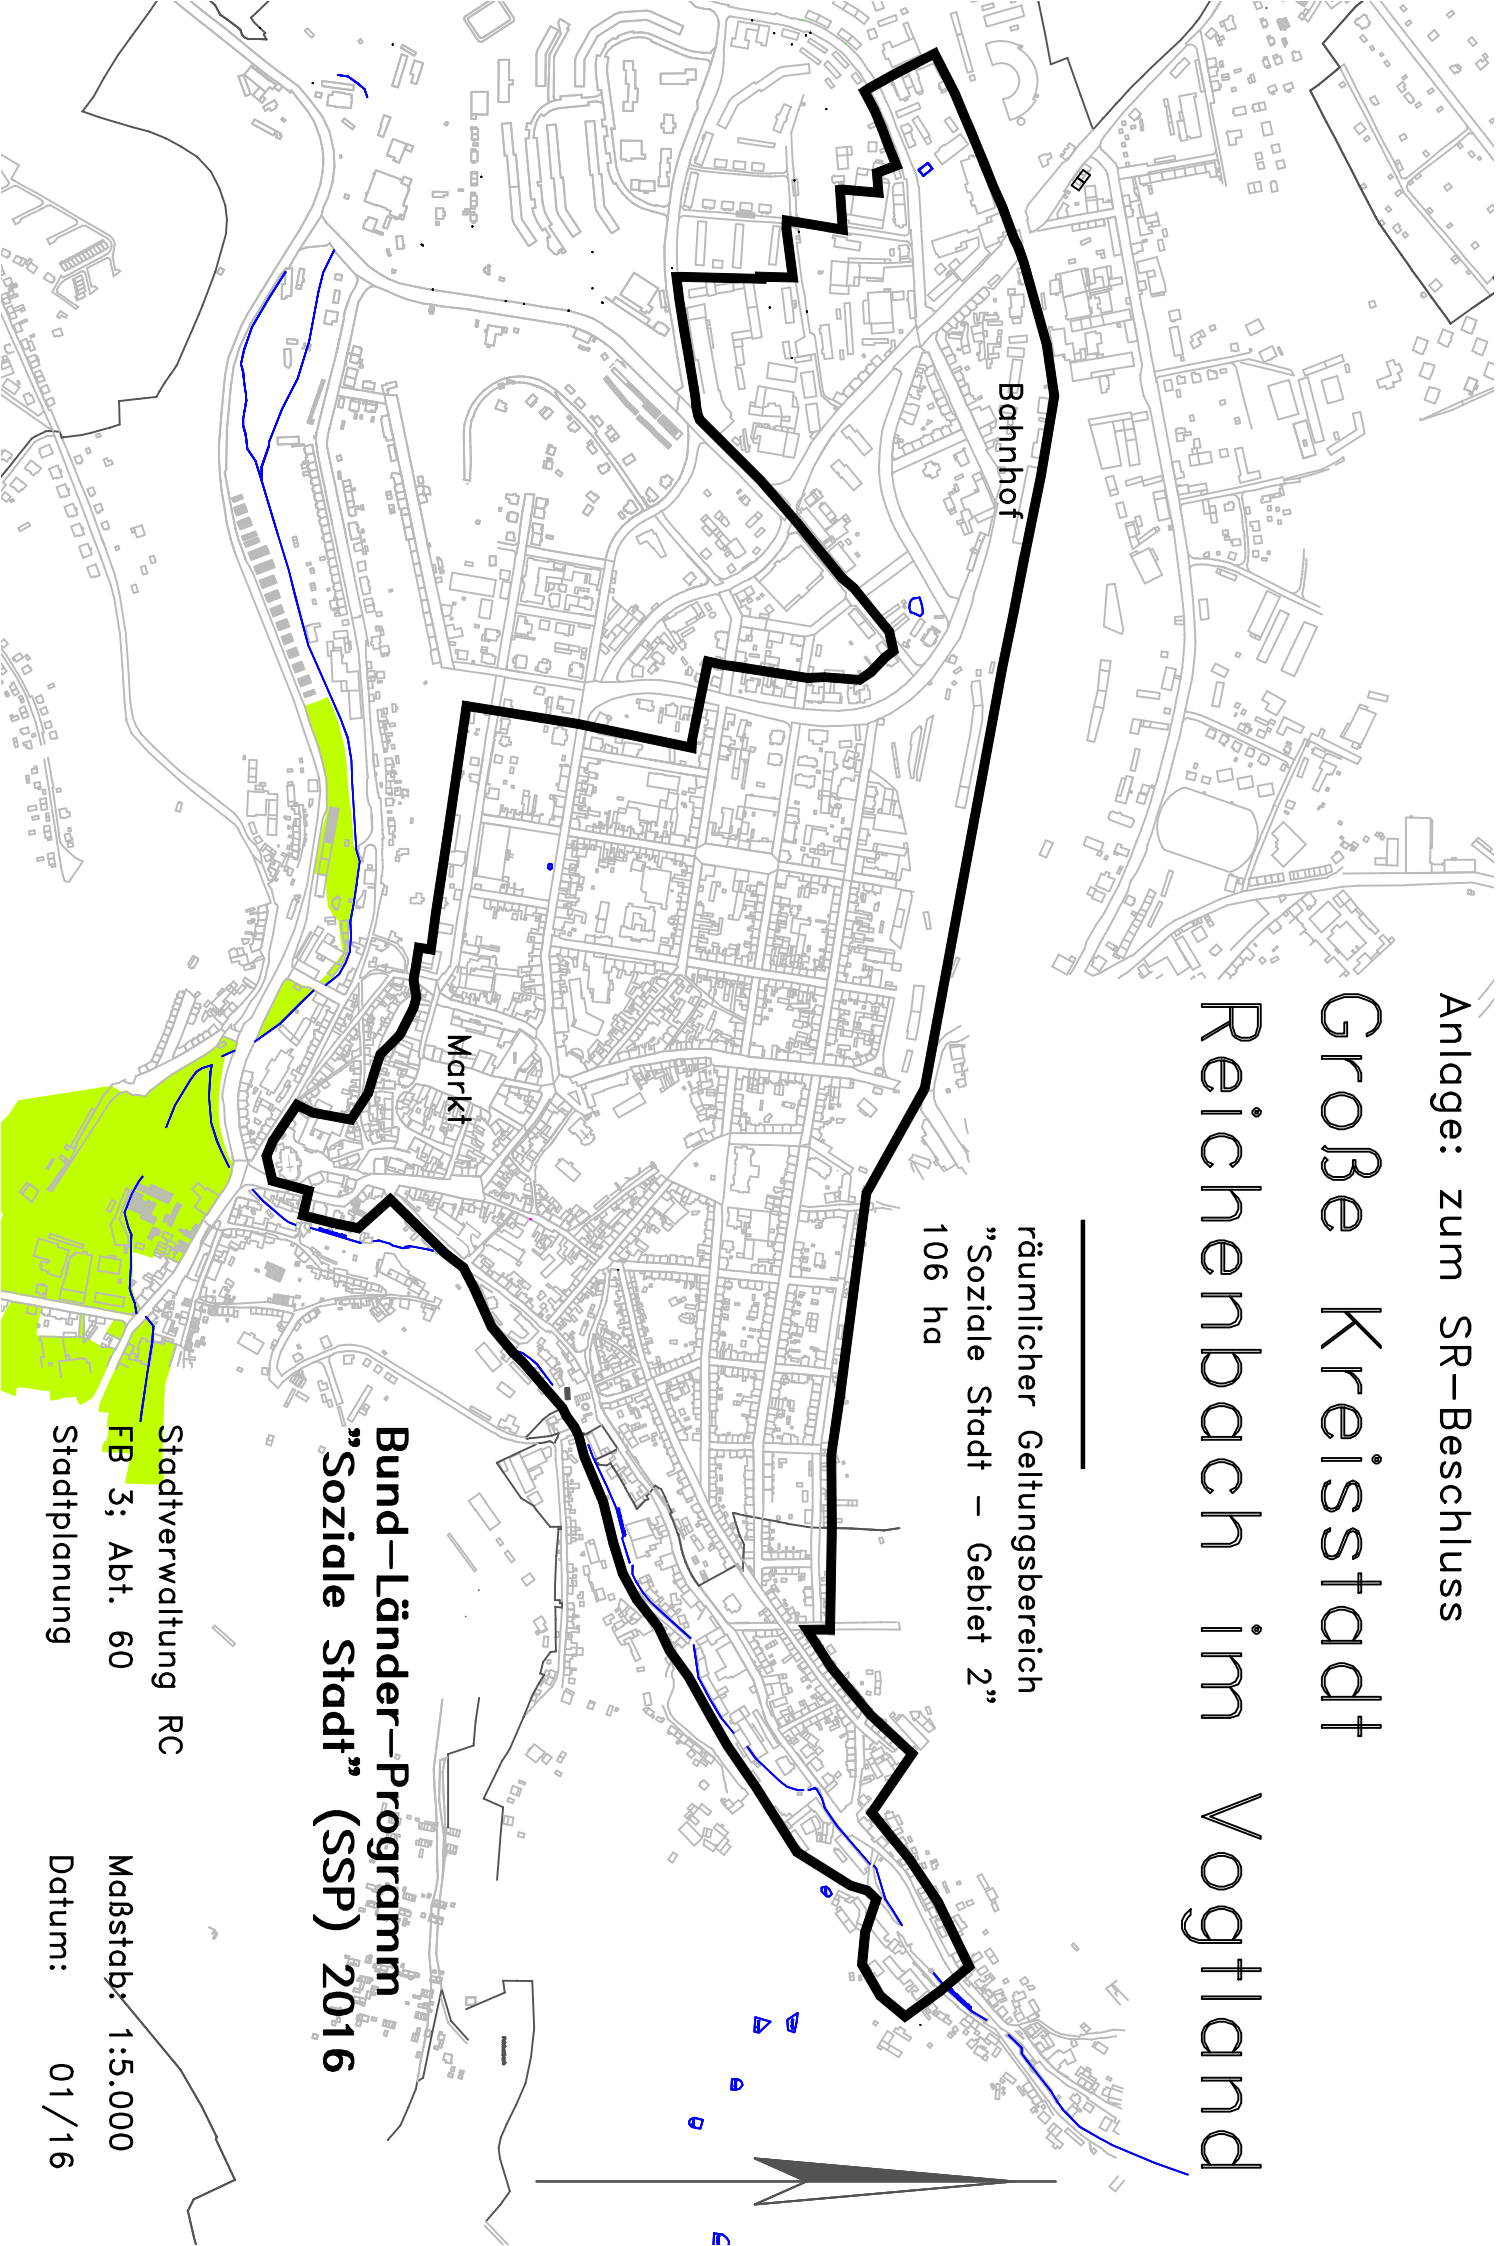 Anlage: zum SR-Beschluss
Große Kreisstadt
Reichenbach im Vogtland
räumlicher Geltungsbereich
"Soziale Stadt - Gebiet 2"
106 ha
Bahnhof
Markt
Bund-Länder-Programm
"Soziale Stadt" (SSP) 2016
Stadtverwaltung RC
FB 3; Abt. 60
Stadtplanung
Maßstab: 1:5.000
Datum: 01/16